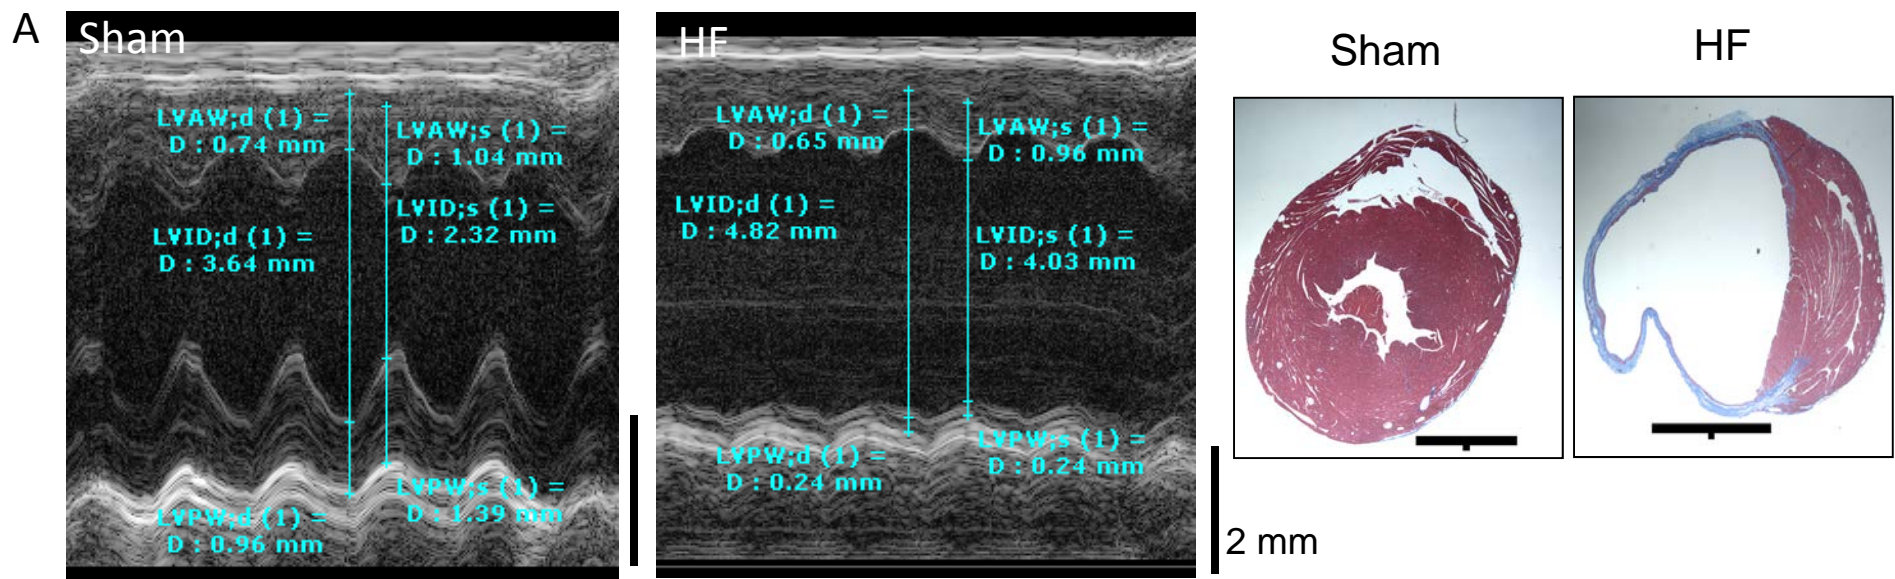 A
Sham
LVAW;d (1) =
D : 0.74 mm
LVAW;s (1) =
D : 1.04 mm
LVID;s (1) =
D : 2.32 mm
LVID;d (1) =
D : 3.64 mm
LVPW;s (1) =
D : 1.39 mm
LVPW;d (1) =
D : 0.96 mm
HF
LVAW;d (1) =
D : 0.65 mm
LVAW;s (1) =
D : 0.96 mm
LVID;d (1) =
D : 4.82 mm
LVID;s (1) =
D : 4.03 mm
LVPW;s (1) =
D : 0.24 mm
LVPW;d (1) =
D : 0.24 mm
2 mm
Sham
HF